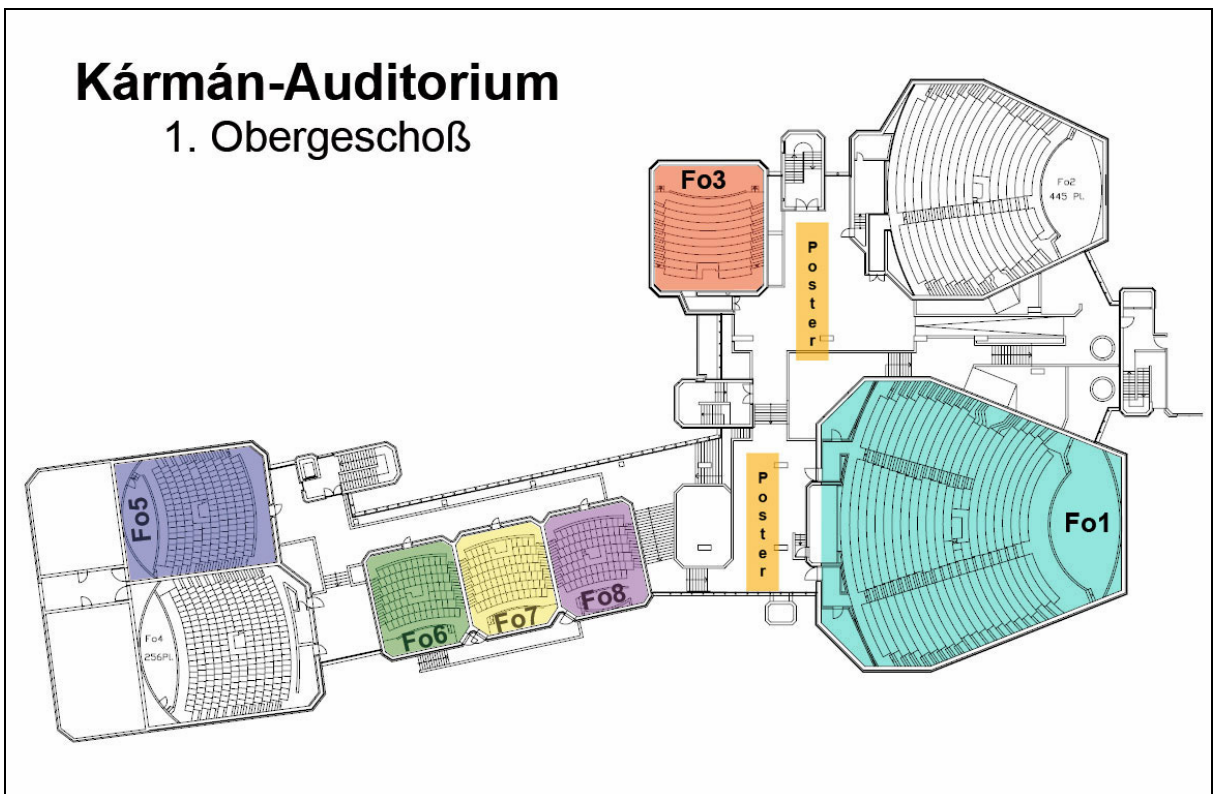 Kármán-Auditorium
1. Obergeschoß
Fo3
Fo2
445 PL
Poster
Fo1
Poster
Fo5
Fo4
256PL
Fo6
Fo7
Fo8